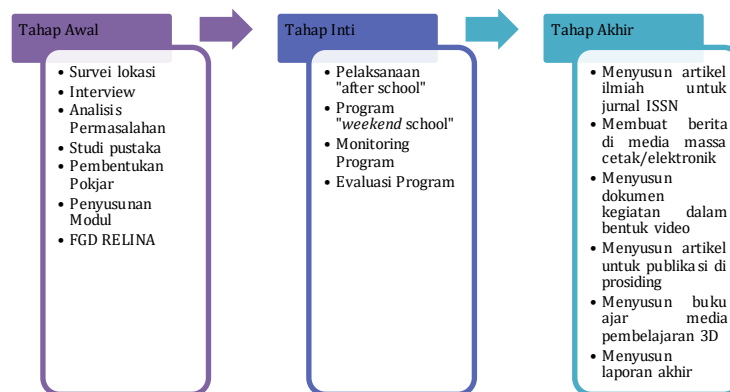 Tahap Awal
• Survei lokasi
• Interview
• Analisis
Permasalahan
• Studi pustaka
• Pembentukan
Pokjar
• Penyusunan
Modul
• FGD RELINA
Tahap Inti
• Pelaksanaan
"after school"
• Program
"weekend school"
• Monitoring
Program
• Evaluasi Program
Tahap Akhir
• Menyusun artikel
ilmiah untuk
jurnal ISSN
• Membuat berita
di media massa
cetak/elektronik
• Menyusun
dokumen
kegiatan dalam
bentuk video
• Menyusun artikel
untuk publikasi di
prosiding
• Menyusun buku
ajar media
pembelajaran 3D
• Menyusun
laporan akhir